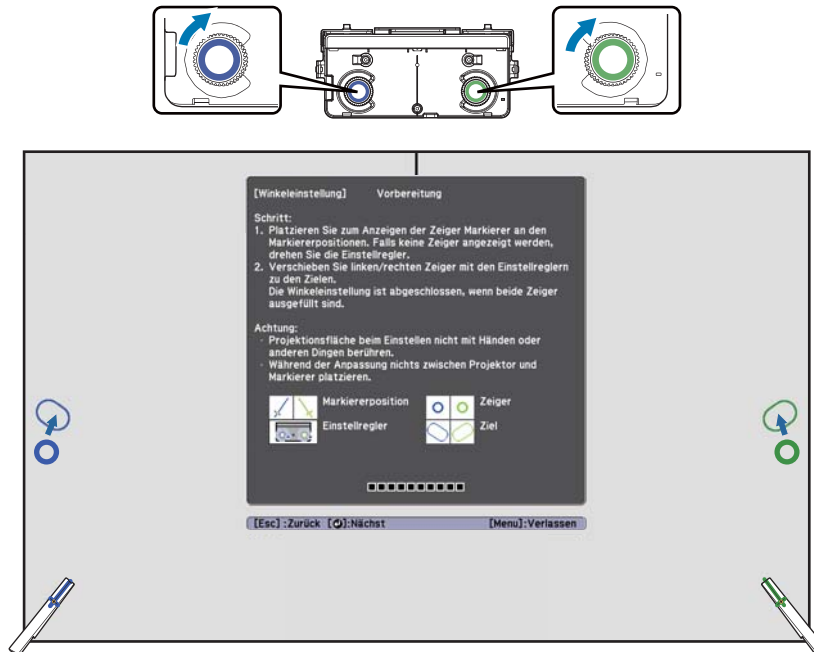 [Winkeleinstellung] Vorbereitung
Schritt:
1. Platzieren Sie zum Anzeigen der Zeiger Markierer an den
Markiererpositionen. Falls keine Zeiger angezeigt werden,
drehen Sie die Einstellregler.
2. Verschieben Sie linken/rechten Zeiger mit den Einstellreglern
zu den Zielen.
Die Winkeleinstellung ist abgeschlossen, wenn beide Zeiger
ausgefüllt sind.
Achtung:
· Projektionsfläche beim Einstellen nicht mit Händen oder
anderen Dingen berühren.
· Während der Anpassung nichts zwischen Projektor und
Markierer platzieren.
Markiererposition Zeiger
Einstellregler Ziel
[Esc] :Zurück [⏎]:Nächst [Menu]:Verlassen